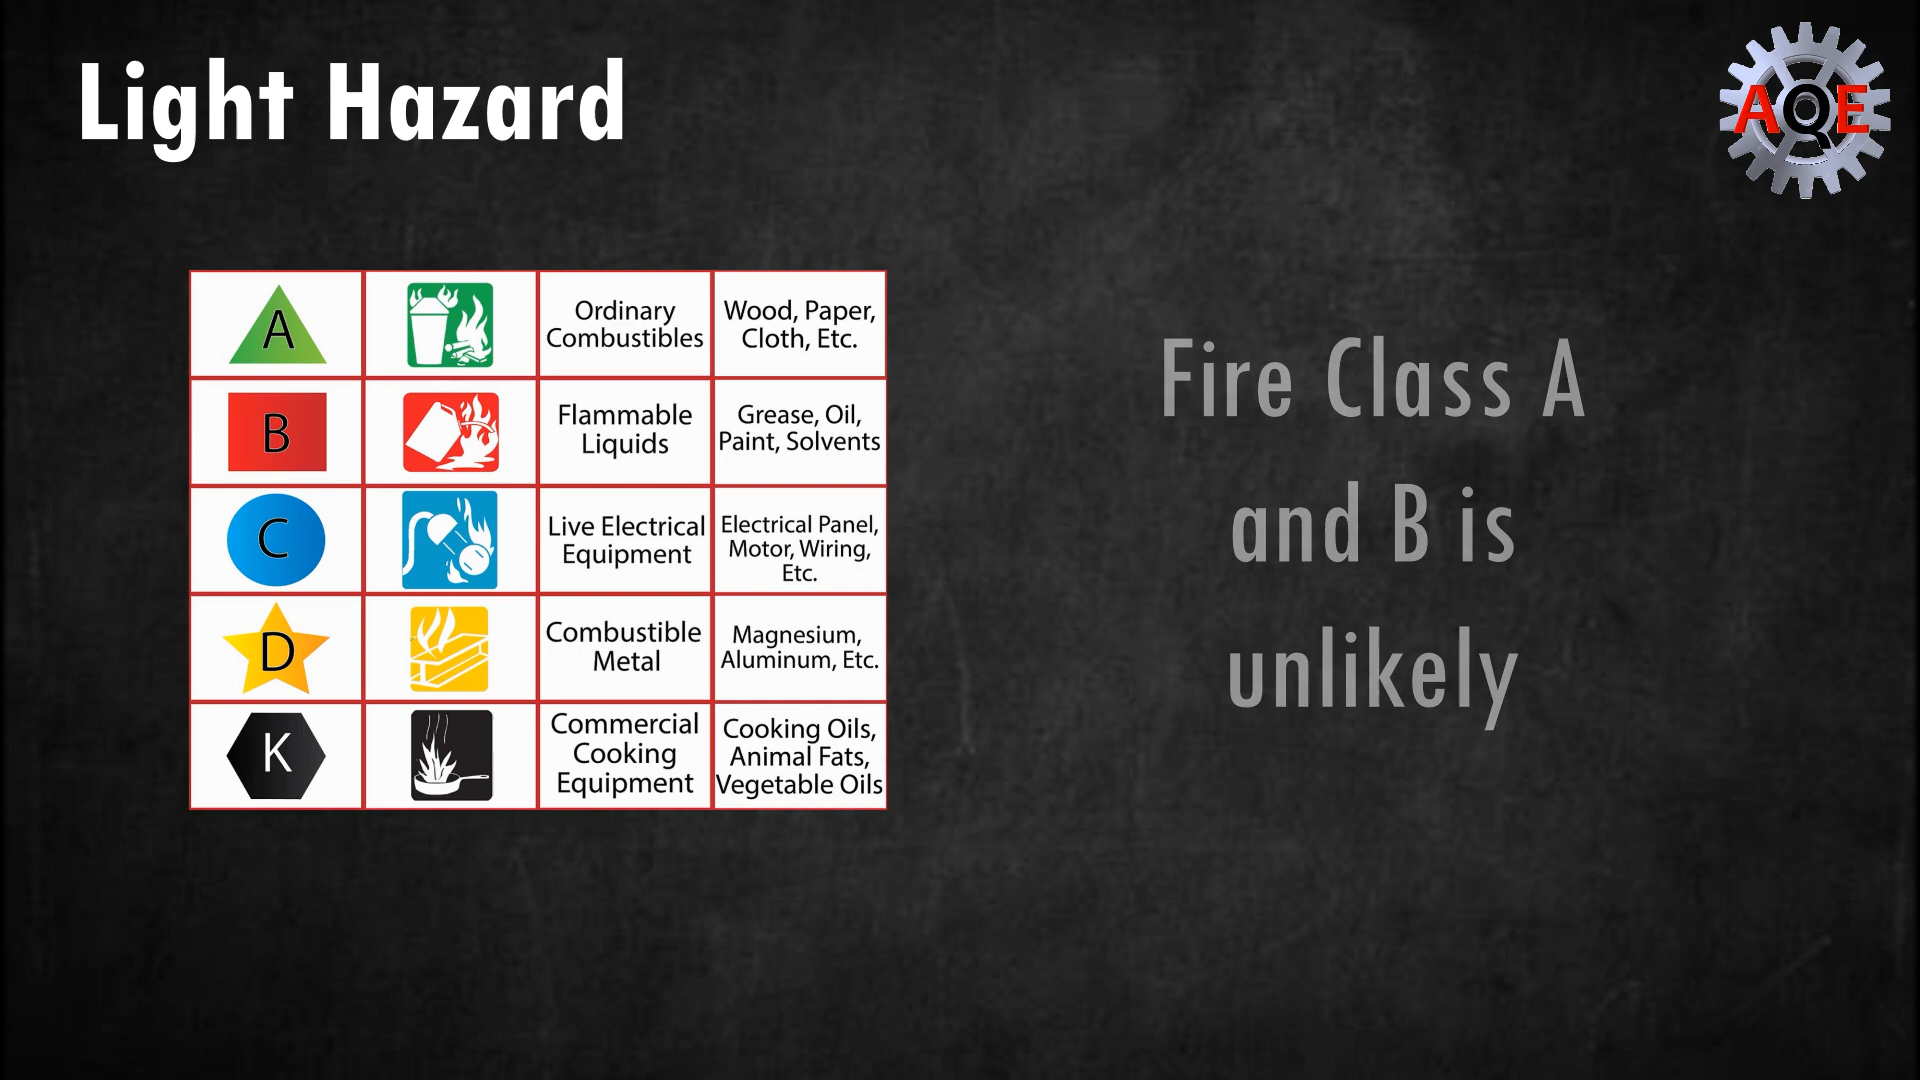 Light Hazard
AQE
A
Ordinary
Combustibles
Wood, Paper,
Cloth, Etc.
B
Flammable
Liquids
Grease, Oil,
Paint, Solvents
C
Live Electrical
Equipment
Electrical Panel,
Motor, Wiring,
Etc.
D
Combustible
Metal
Magnesium,
Aluminum, Etc.
K
Commercial
Cooking
Equipment
Cooking Oils,
Animal Fats,
Vegetable Oils
Fire Class A
and B is
unlikely